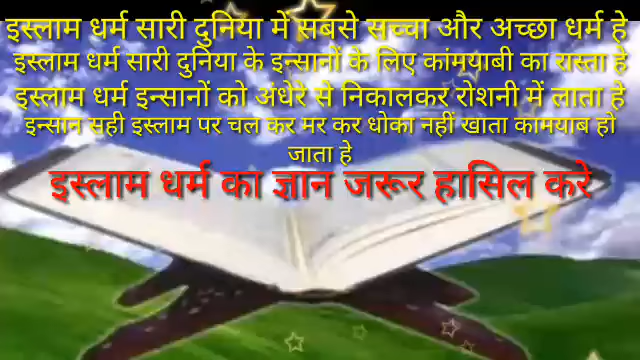 इस्लाम धर्म सारी दुनिया में सबसे सच्चा और अच्छा धर्म हे
इस्लाम धर्म सारी दुनिया के इन्सानों के लिए कांमयाबी का रास्ता हे
इस्लाम धर्म इन्सानों को अंधेरे से निकालकर रोशनी में लाता हे
इन्सान सही इस्लाम पर चल कर मर कर धोका नहीं खाता कामयाब हो
जाता हे
इस्लाम धर्म का ज्ञान जरूर हासिल करे